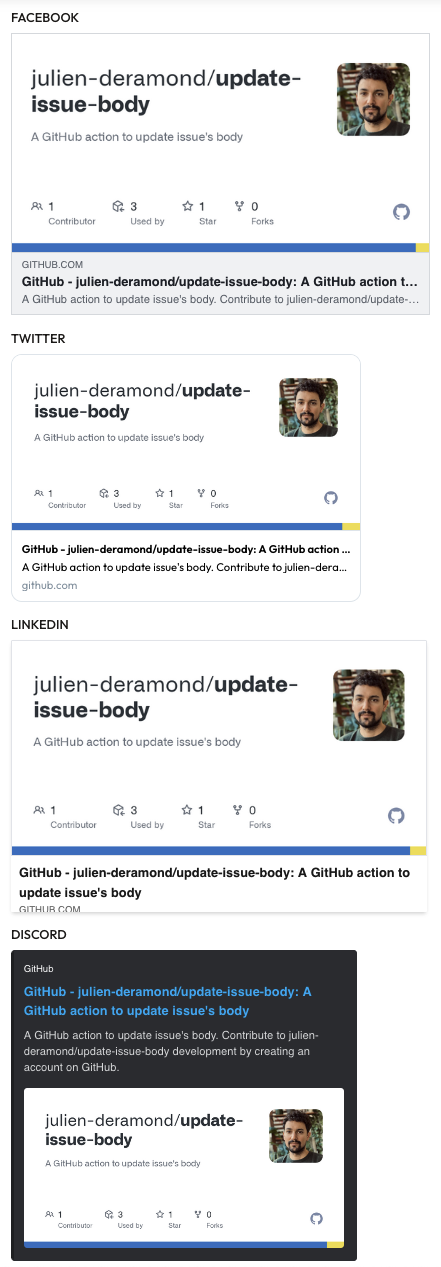 FACEBOOK
julien-deramond/update-
issue-body
A GitHub action to update issue's body
1 3 1 0
Contributor Used by Star Forks
GITHUB.COM
GitHub - julien-deramond/update-issue-body: A GitHub action t...
A GitHub action to update issue's body. Contribute to julien-deramond/update-...
TWITTER
julien-deramond/update-
issue-body
A GitHub action to update issue's body
1 3 1 0
Contributor Used by Star Forks
GitHub - julien-deramond/update-issue-body: A GitHub action ...
A GitHub action to update issue's body. Contribute to julien-dera...
github.com
LINKEDIN
julien-deramond/update-
issue-body
A GitHub action to update issue's body
1 3 1 0
Contributor Used by Star Forks
GitHub - julien-deramond/update-issue-body: A GitHub action to
update issue's body
GITHUB.COM
DISCORD
GitHub
GitHub - julien-deramond/update-issue-body: A
GitHub action to update issue's body
A GitHub action to update issue's body. Contribute to julien-
deramond/update-issue-body development by creating an
account on GitHub.
julien-deramond/update-
issue-body
A GitHub action to update issue's body
1 3 1 0
Contributor Used by Star Forks